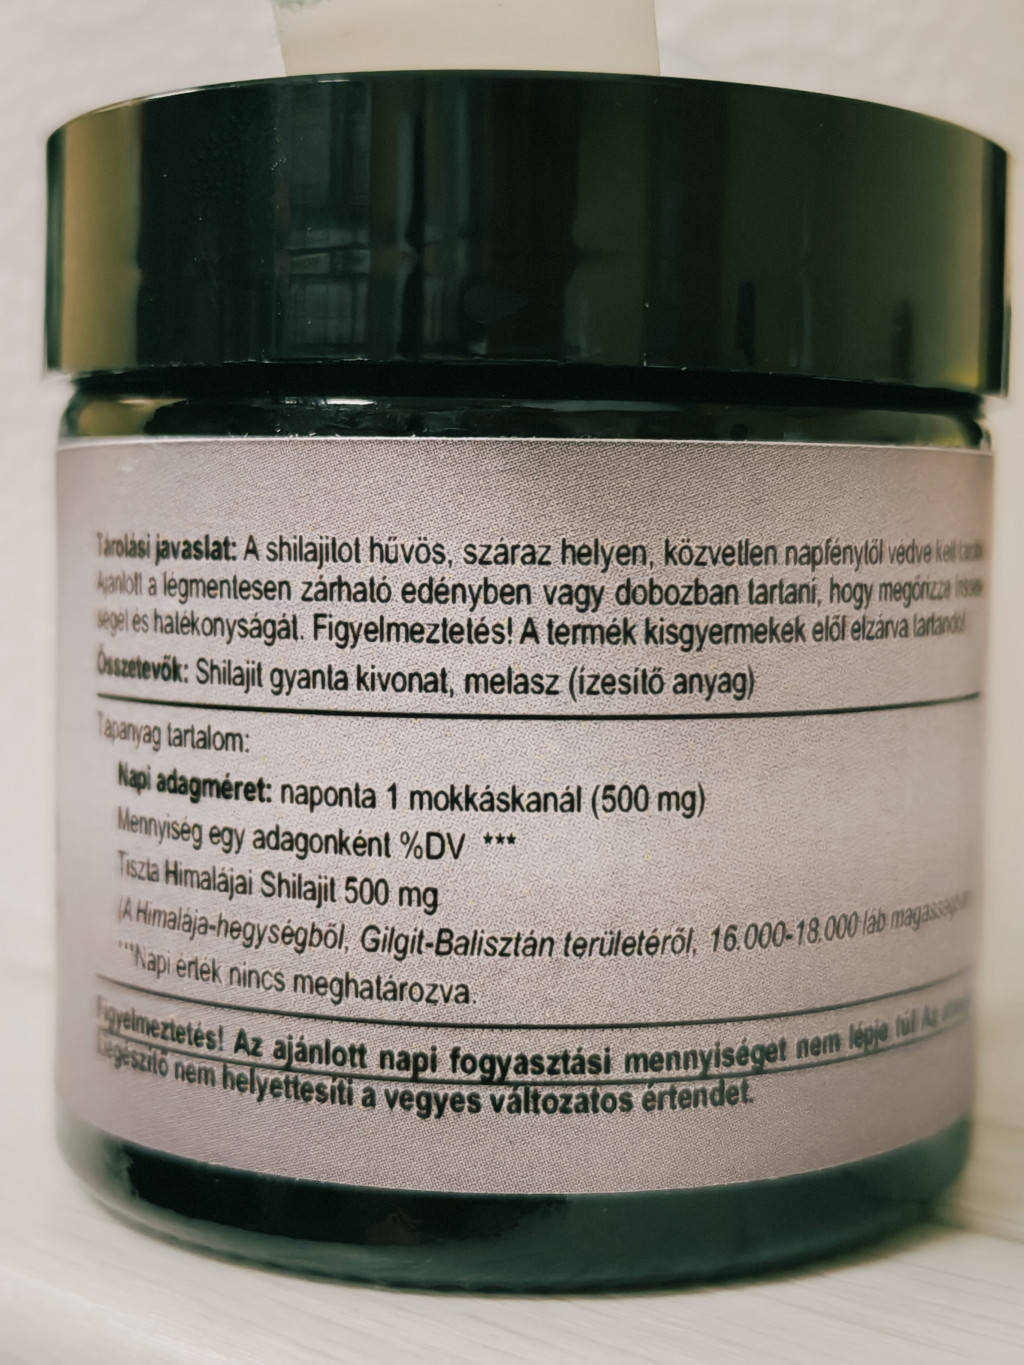 Tárolási javaslat: A shilajitot hűvös, száraz helyen, közvetlen napfénytől védve kell
Ajánlott a légmentesen zárható edényben vagy dobozban tartani, hogy megőrizze
ségét és hatékonyságát. Figyelmeztetés! A termék kisgyermekek elől elzárva tartandó!
Összetevők: Shilajit gyanta kivonat, melasz (ízesítő anyag)
Tápanyag tartalom:
Napi adagméret: naponta 1 mokkáskanál (500 mg)
Mennyiség egy adagonként %DV ***
Tiszta Himalájai Shilajit 500 mg
(A Himalája-hegységből, Gilgit-Balisztán területéről, 16.000-18.000 láb
***Napi érték nincs meghatározva.
Figyelmeztetés! Az ajánlott napi fogyasztási mennyiséget nem lépje túl! Az
kiegészítő nem helyettesíti a vegyes változatos étrendet.